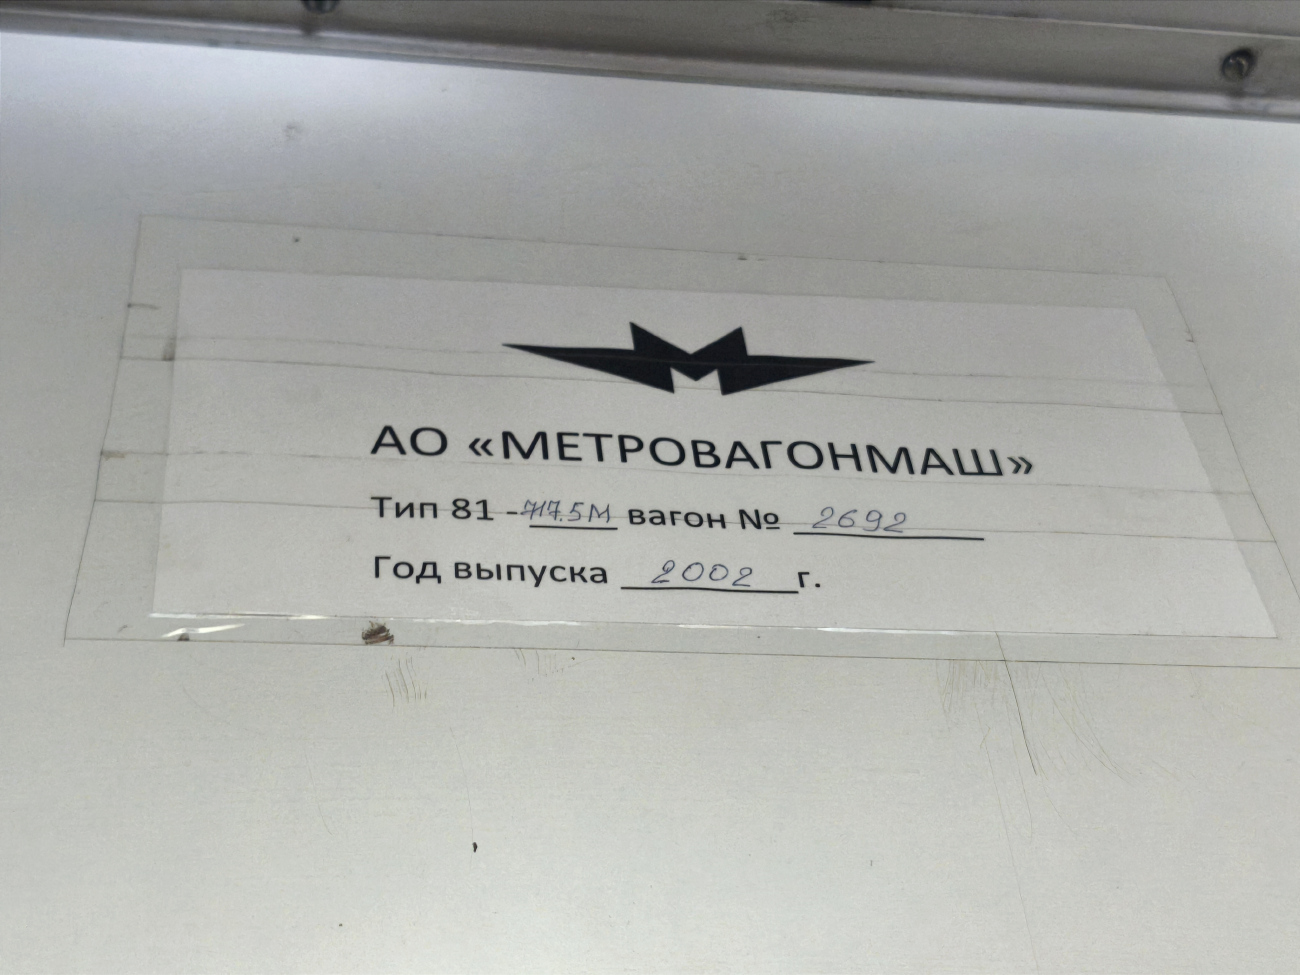 АО «МЕТРОВАГОНМАШ»
Тип 81 -717.5М вагон № 2692
Год выпуска 2002 г.